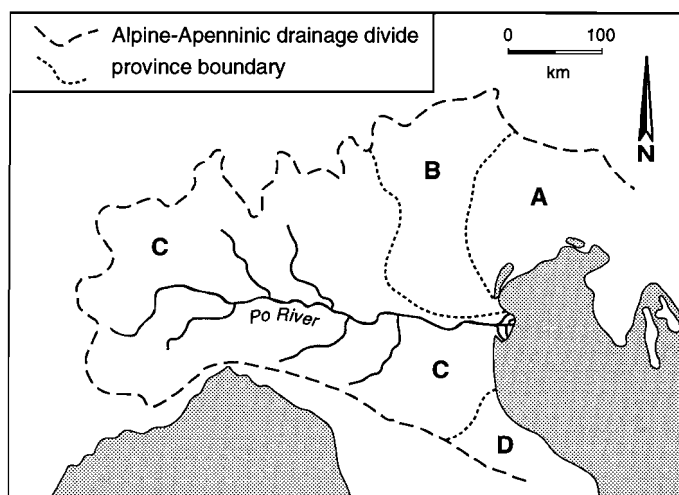 Alpine-Apenninic drainage divide
province boundary
0 100
km
N
B
A
C
Po River
C
D